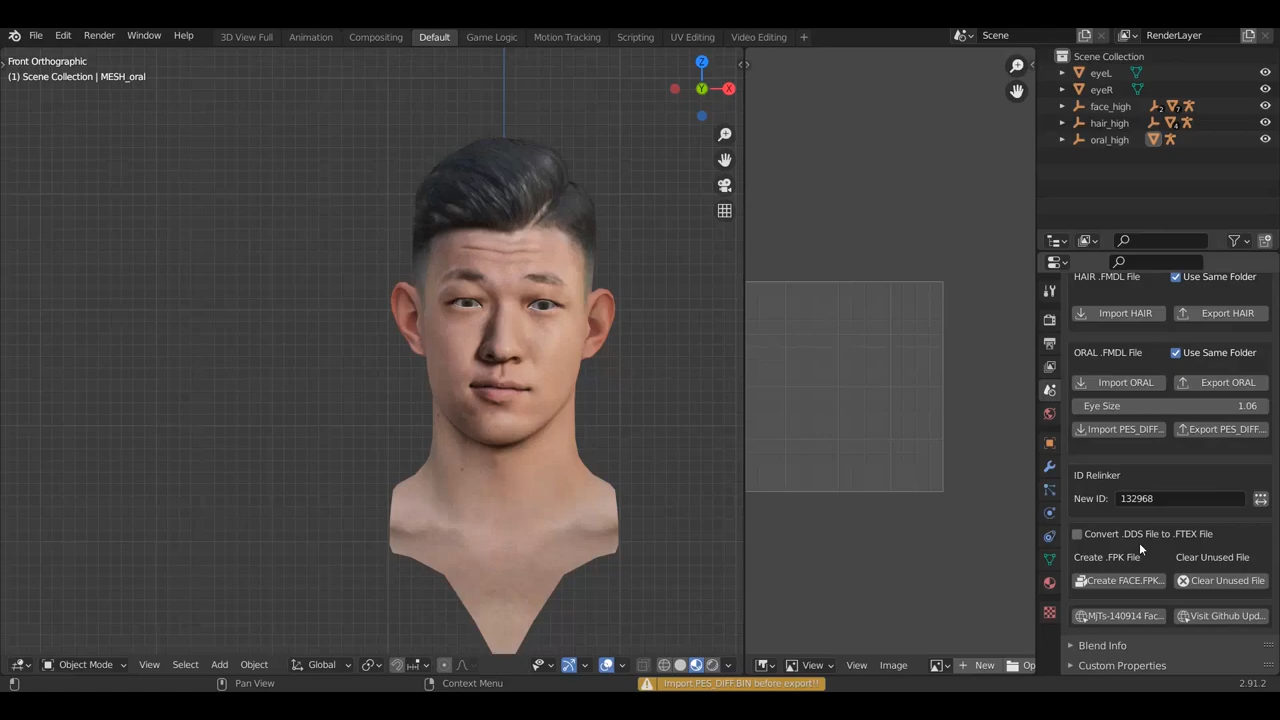 File Edit Render Window Help 3D View Full Animation Compositing Default Game Logic Motion Tracking Scripting UV Editing Video Editing + Scene RenderLayer
Front Orthographic
(1) Scene Collection | MESH_oral
Z
Y
X
Scene Collection
eyeL
eyeR
face_high 2 7
hair_high 4
oral_high
HAIR .FMDL File Use Same Folder
Import HAIR Export HAIR
ORAL .FMDL File Use Same Folder
Import ORAL Export ORAL
Eye Size 1.06
Import PES_DIFF... Export PES_DIFF...
ID Relinker
New ID: 132968
Convert .DDS File to .FTEX File
Create .FPK File Clear Unused File
Create FACE.FPK... Clear Unused File
MjTs-140914 Fac... Visit Github Upd...
Blend Info
Custom Properties
Object Mode View Select Add Object Global View View Image New Op
Pan View Context Menu Import PES_DIFF.BIN before export!! 2.91.2